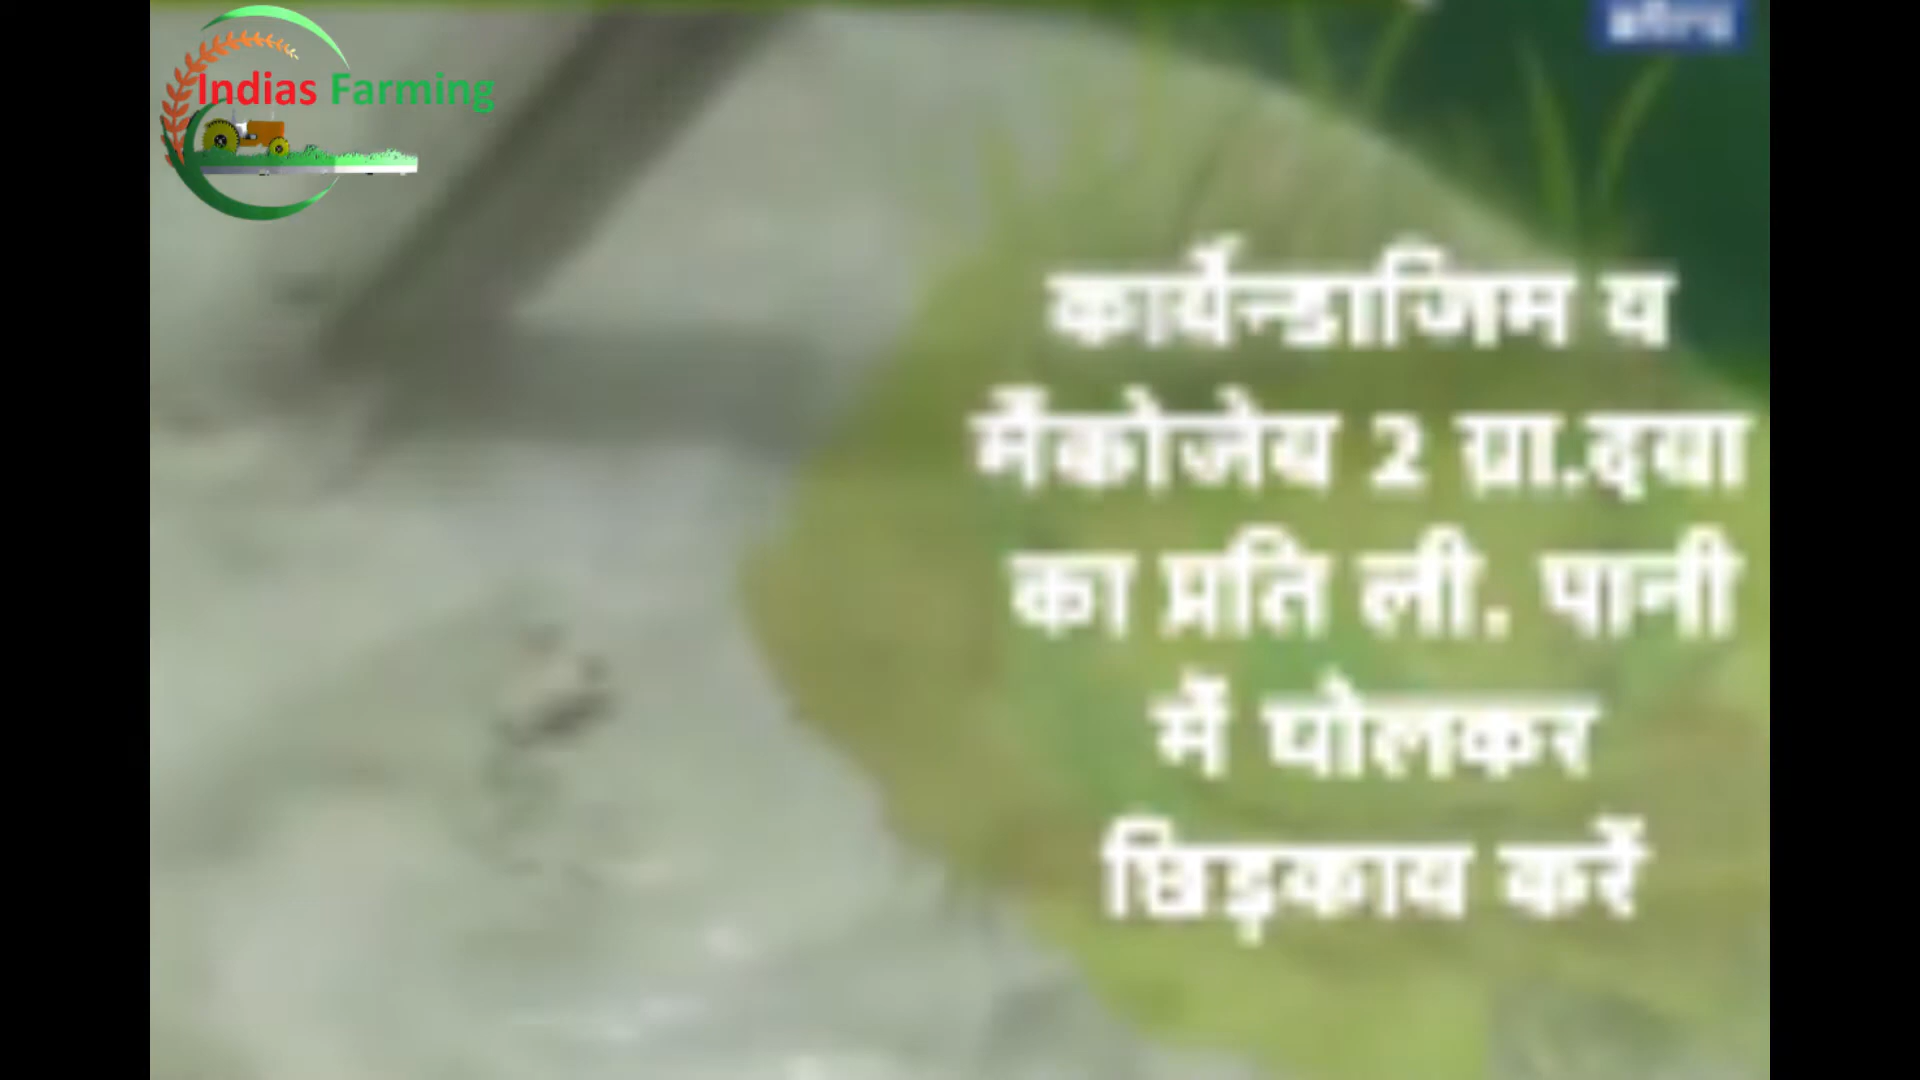 Indias Farming
कार्बेन्डाजिम व
मेंकोजेब 2 ग्रा.दवा
का प्रति ली. पानी
में घोलकर
छिड़काव करें